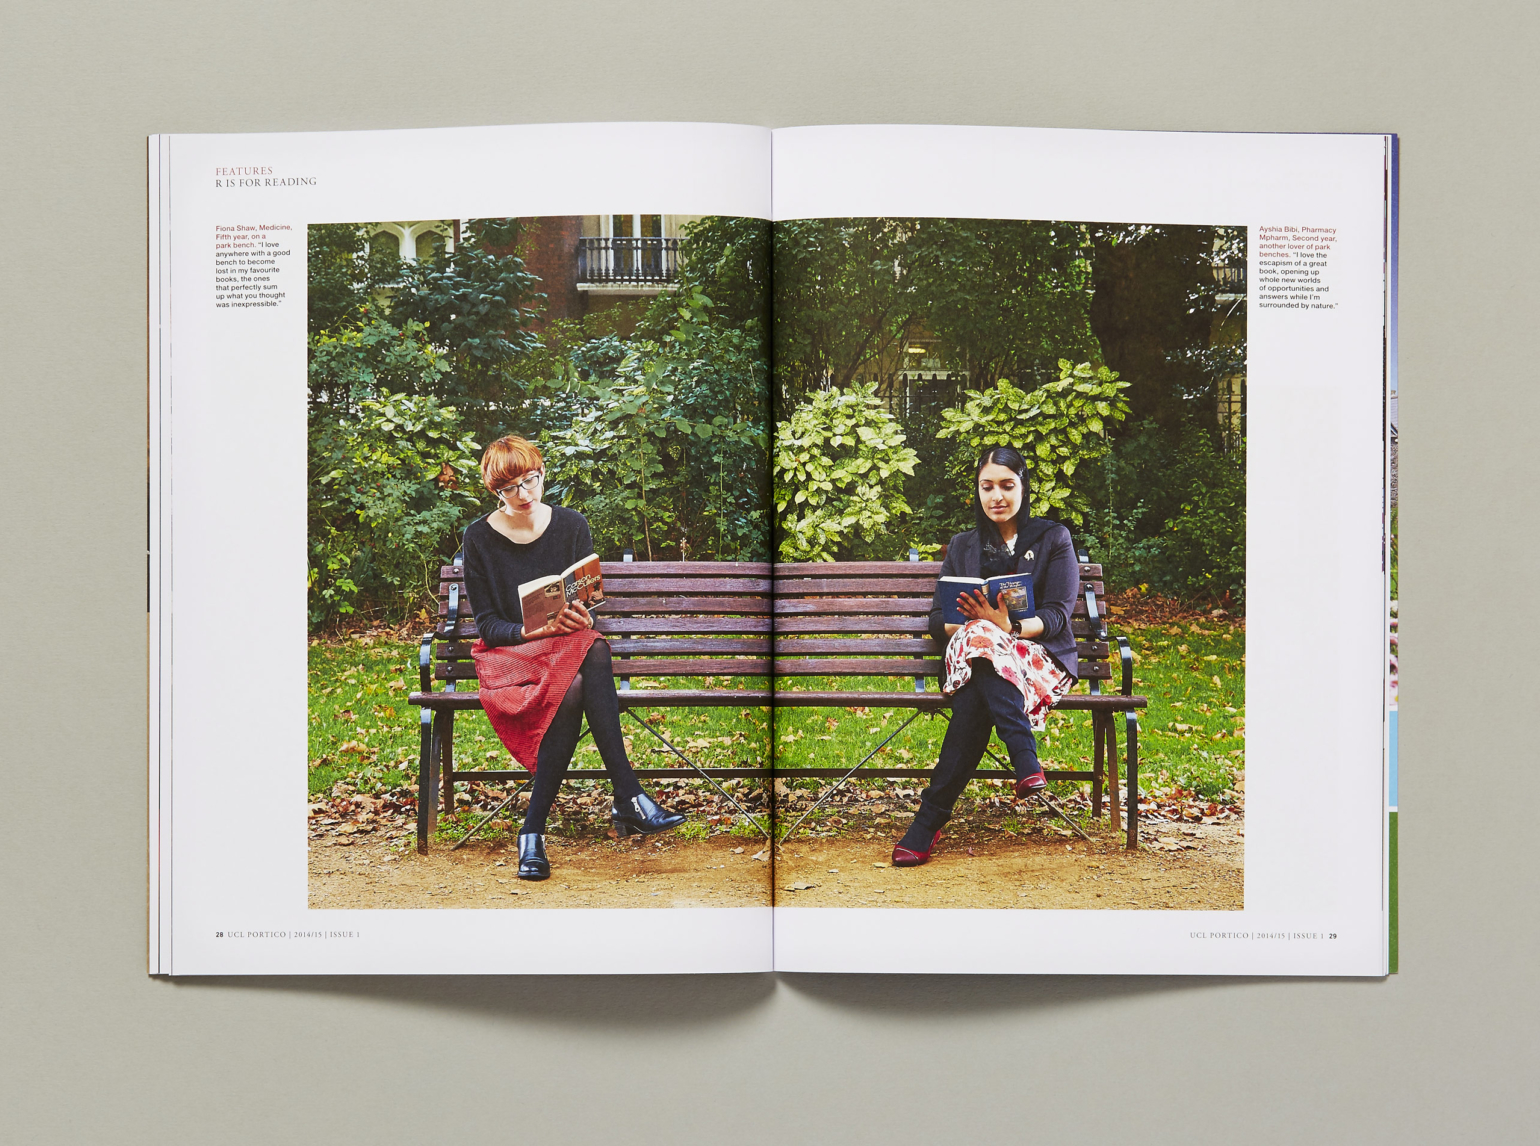 FEATURES
R IS FOR READING
Fiona Shaw, Medicine,
Fifth year, on a
park bench. “I love
anywhere with a good
bench to become
lost in my favourite
books, the ones
that perfectly sum
up what you thought
was inexpressible.”
Ayshia Bibi, Pharmacy
Mpharm, Second year,
another lover of park
benches. “I love the
escapism of a great
book, opening up
whole new worlds
of opportunities and
answers while I’m
surrounded by nature.”
28 UCL PORTICO | 2014/15 | ISSUE 1
UCL PORTICO | 2014/15 | ISSUE 1 29